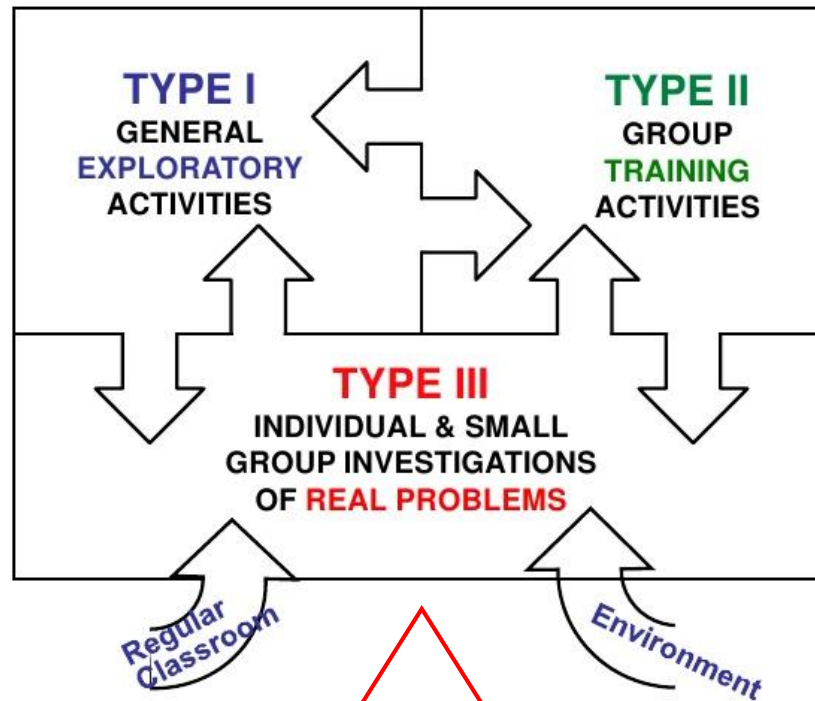 TYPE I
GENERAL
EXPLORATORY
ACTIVITIES
TYPE II
GROUP
TRAINING
ACTIVITIES
TYPE III
INDIVIDUAL & SMALL
GROUP INVESTIGATIONS
OF REAL PROBLEMS
Regular
Classroom
Environment